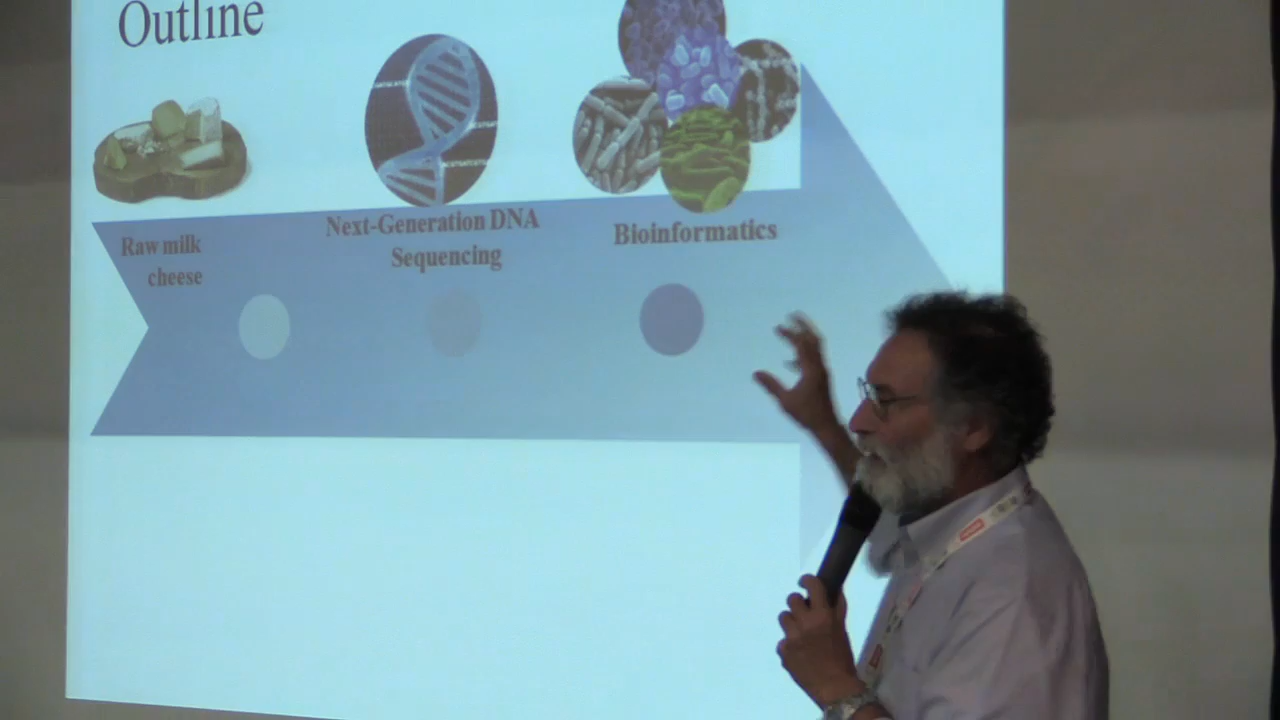 Outline
Raw milk
cheese
Next-Generation DNA
Sequencing
Bioinformatics